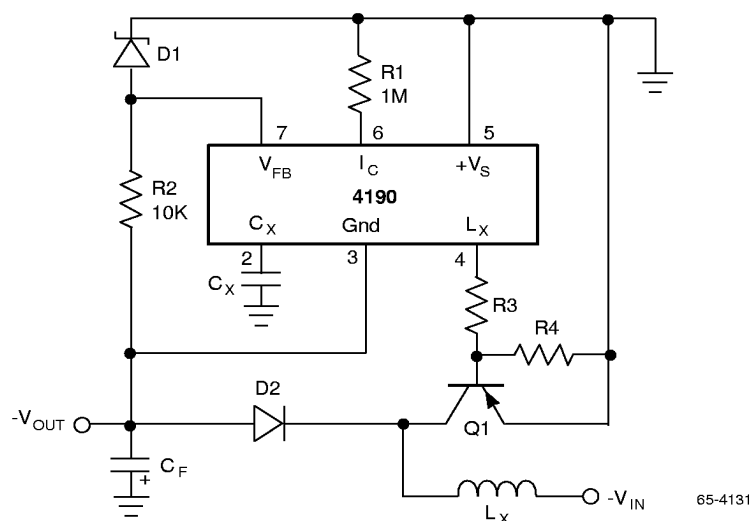 D1
R1
1M
7
6
5
V_FB
I_C
+V_S
4190
R2
10K
C_X
Gnd
L_X
2
3
4
C_X
R3
R4
D2
-V_OUT
Q1
C_F
+
-V_IN
L_X
65-4131